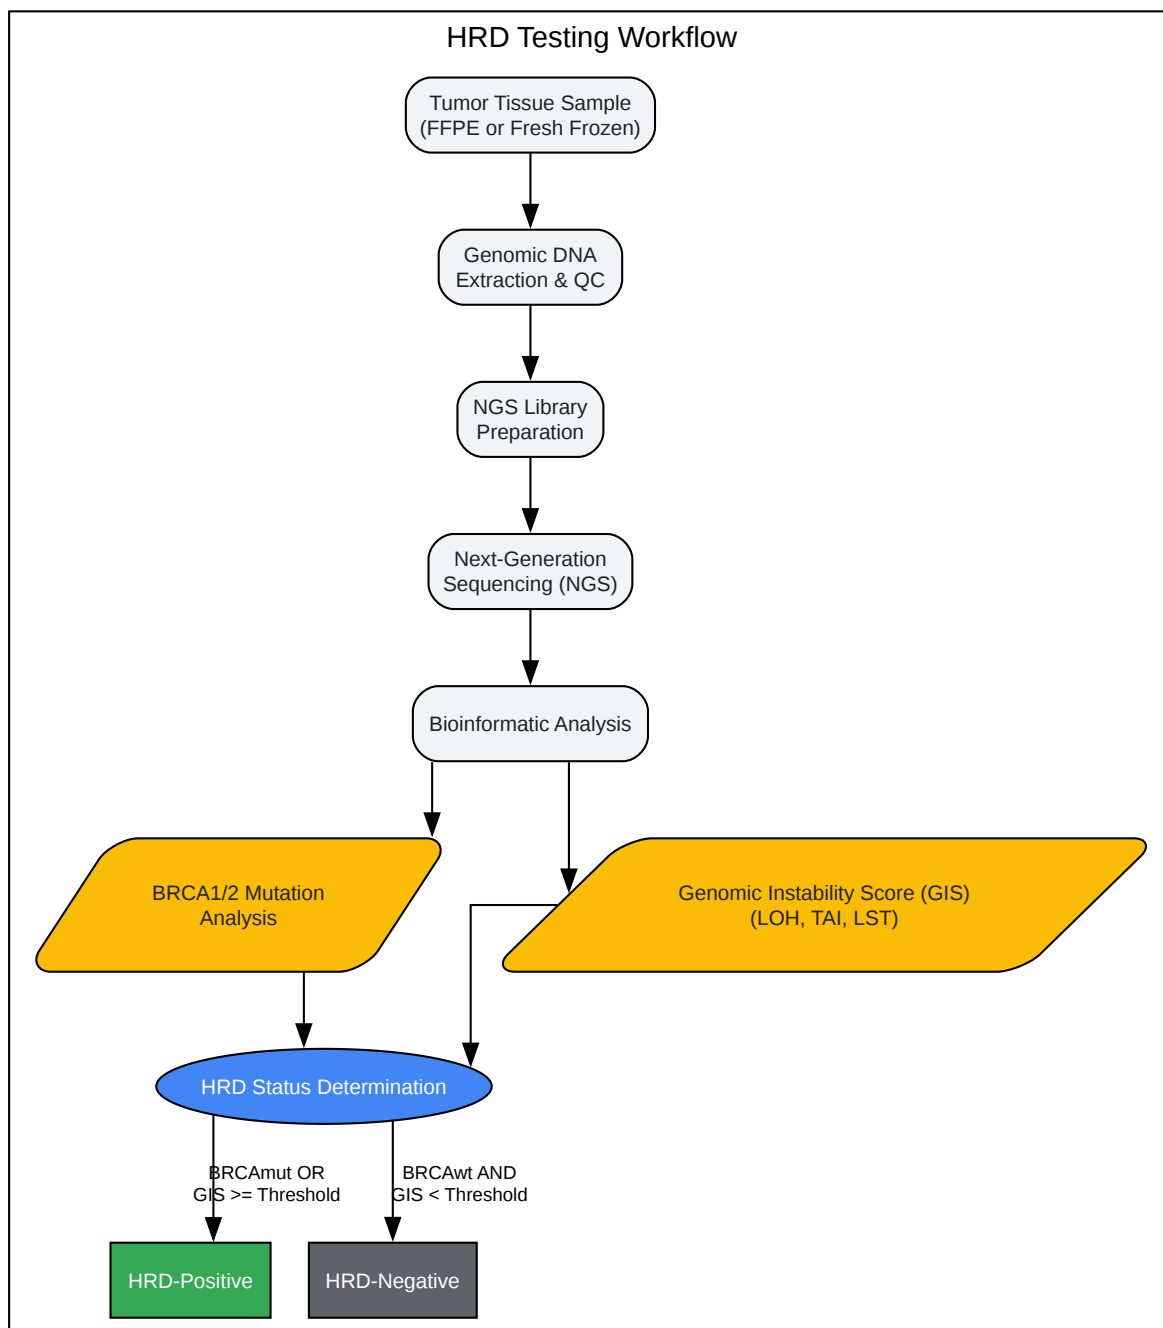 HRD Testing Workflow
Tumor Tissue Sample
(FFPE or Fresh Frozen)
Genomic DNA
Extraction & QC
NGS Library
Preparation
Next-Generation
Sequencing (NGS)
Bioinformatic Analysis
BRCA1/2 Mutation
Analysis
Genomic Instability Score (GIS)
(LOH, TAI, LST)
HRD Status Determination
BRCAmut OR
GIS >= Threshold
BRCAwt AND
GIS < Threshold
HRD-Positive
HRD-Negative